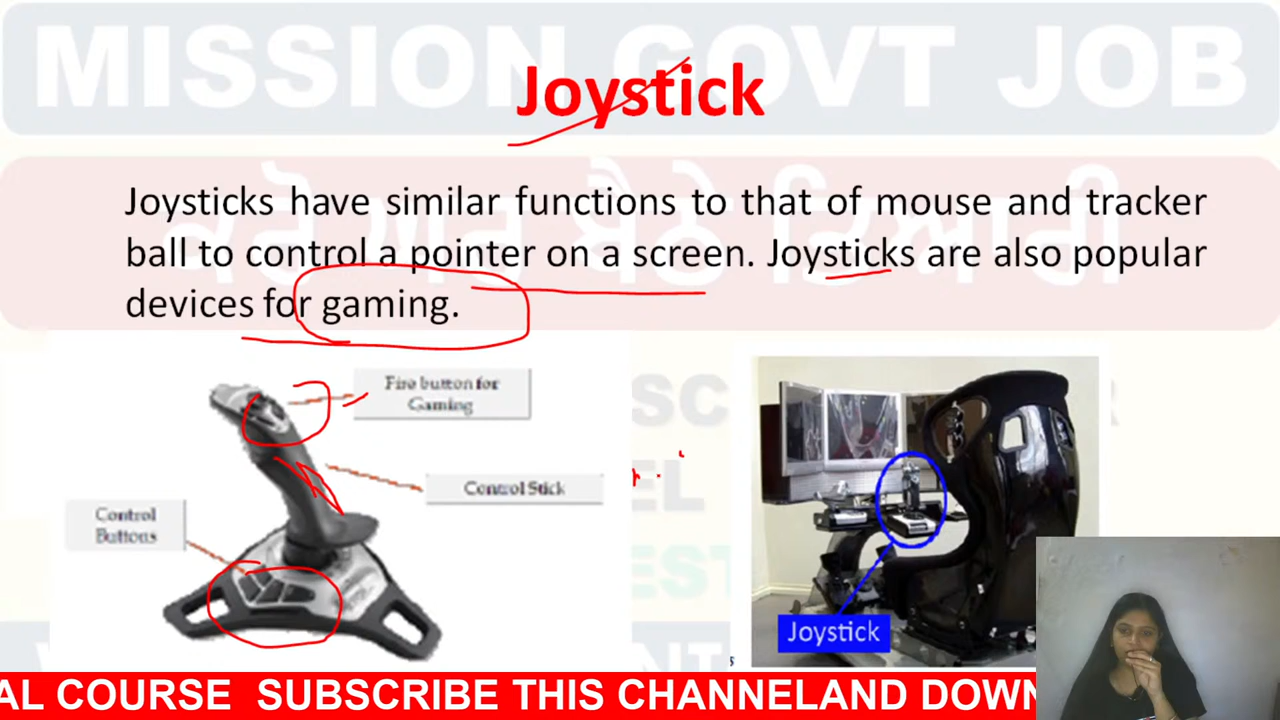 MISSION GOVT JOB
Joystick
Joysticks have similar functions to that of mouse and tracker
ball to control a pointer on a screen. Joysticks are also popular
devices for gaming.
Fire button for
Gaming
Control Stick
Control
Buttons
Joystick
AL COURSE SUBSCRIBE THIS CHANNELAND DOWN